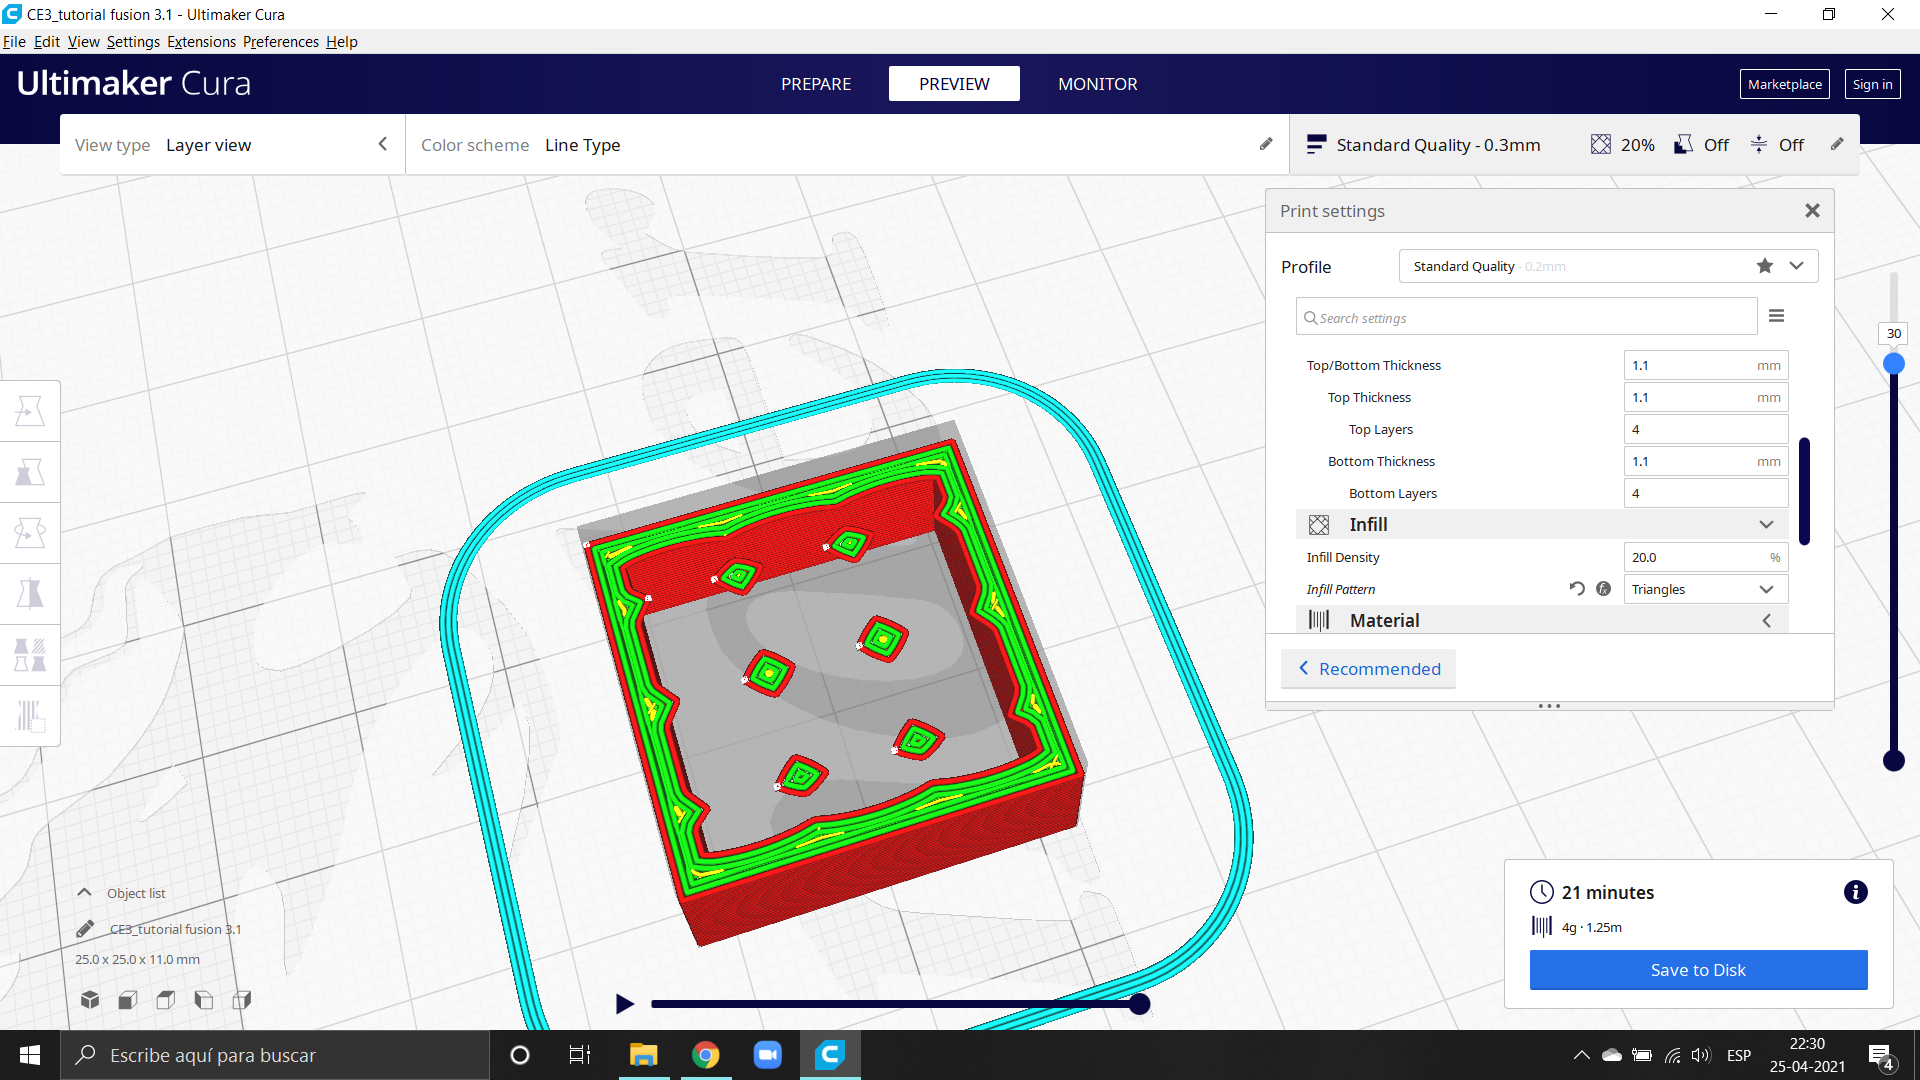 CE3_tutorial fusion 3.1 - Ultimaker Cura
File Edit View Settings Extensions Preferences Help
Ultimaker Cura
PREPARE
PREVIEW
MONITOR
Marketplace
Sign in
View type Layer view
Color scheme Line Type
Standard Quality - 0.3mm
20%
Off
Off
Print settings
Profile
Standard Quality - 0.2mm
Search settings
Top/Bottom Thickness 1.1 mm
Top Thickness 1.1 mm
Top Layers 4
Bottom Thickness 1.1 mm
Bottom Layers 4
Infill
Infill Density 20.0 %
Infill Pattern Triangles
Material
Recommended
30
Object list
CE3_tutorial fusion 3.1
25.0 x 25.0 x 11.0 mm
21 minutes
4g · 1.25m
Save to Disk
Escribe aquí para buscar
ESP
22:30
25-04-2021
4